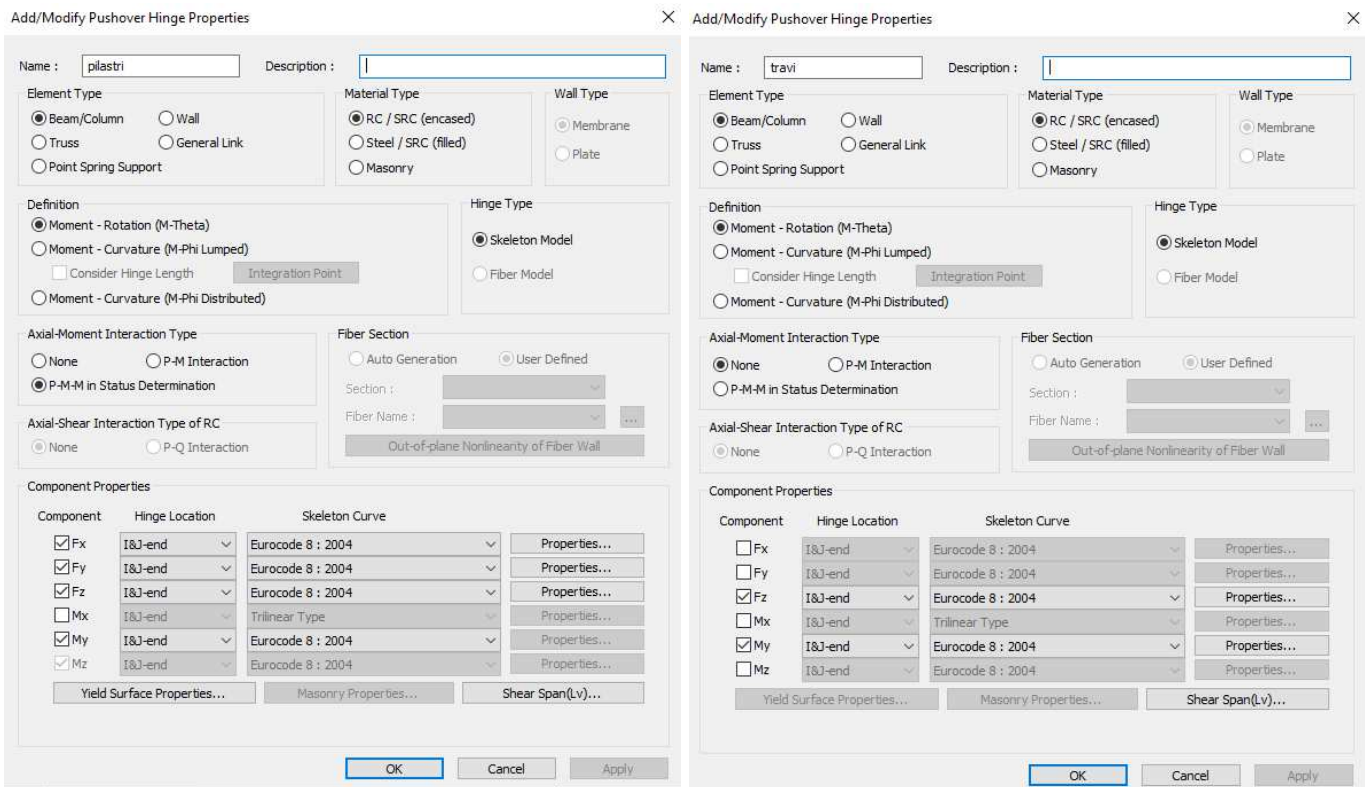 Add/Modify Pushover Hinge Properties
Name : pilastri Description :
Element Type Material Type Wall Type
Beam/Column Wall RC / SRC (encased) Membrane
Truss General Link Steel / SRC (filled) Plate
Point Spring Support Masonry
Definition Hinge Type
Moment - Rotation (M-Theta)
Moment - Curvature (M-Phi Lumped) Skeleton Model
Consider Hinge Length Integration Point Fiber Model
Moment - Curvature (M-Phi Distributed)
Axial-Moment Interaction Type Fiber Section
None P-M Interaction Auto Generation User Defined
P-M-M in Status Determination Section :
Fiber Name : ...
Axial-Shear Interaction Type of RC
None P-Q Interaction Out-of-plane Nonlinearity of Fiber Wall
Component Properties
Component Hinge Location Skeleton Curve
Fx I&J-end Eurocode 8 : 2004 Properties...
Fy I&J-end Eurocode 8 : 2004 Properties...
Fz I&J-end Eurocode 8 : 2004 Properties...
Mx I&J-end Trilinear Type Properties...
My I&J-end Eurocode 8 : 2004 Properties...
Mz I&J-end Eurocode 8 : 2004 Properties...
Yield Surface Properties... Masonry Properties... Shear Span(Lv)...
OK Cancel Apply
Add/Modify Pushover Hinge Properties
Name : travi Description :
Element Type Material Type Wall Type
Beam/Column Wall RC / SRC (encased) Membrane
Truss General Link Steel / SRC (filled) Plate
Point Spring Support Masonry
Definition Hinge Type
Moment - Rotation (M-Theta)
Moment - Curvature (M-Phi Lumped) Skeleton Model
Consider Hinge Length Integration Point Fiber Model
Moment - Curvature (M-Phi Distributed)
Axial-Moment Interaction Type Fiber Section
None P-M Interaction Auto Generation User Defined
P-M-M in Status Determination Section :
Fiber Name : ...
Axial-Shear Interaction Type of RC
None P-Q Interaction Out-of-plane Nonlinearity of Fiber Wall
Component Properties
Component Hinge Location Skeleton Curve
Fx I&J-end Eurocode 8 : 2004 Properties...
Fy I&J-end Eurocode 8 : 2004 Properties...
Fz I&J-end Eurocode 8 : 2004 Properties...
Mx I&J-end Trilinear Type Properties...
My I&J-end Eurocode 8 : 2004 Properties...
Mz I&J-end Eurocode 8 : 2004 Properties...
Yield Surface Properties... Masonry Properties... Shear Span(Lv)...
OK Cancel Apply